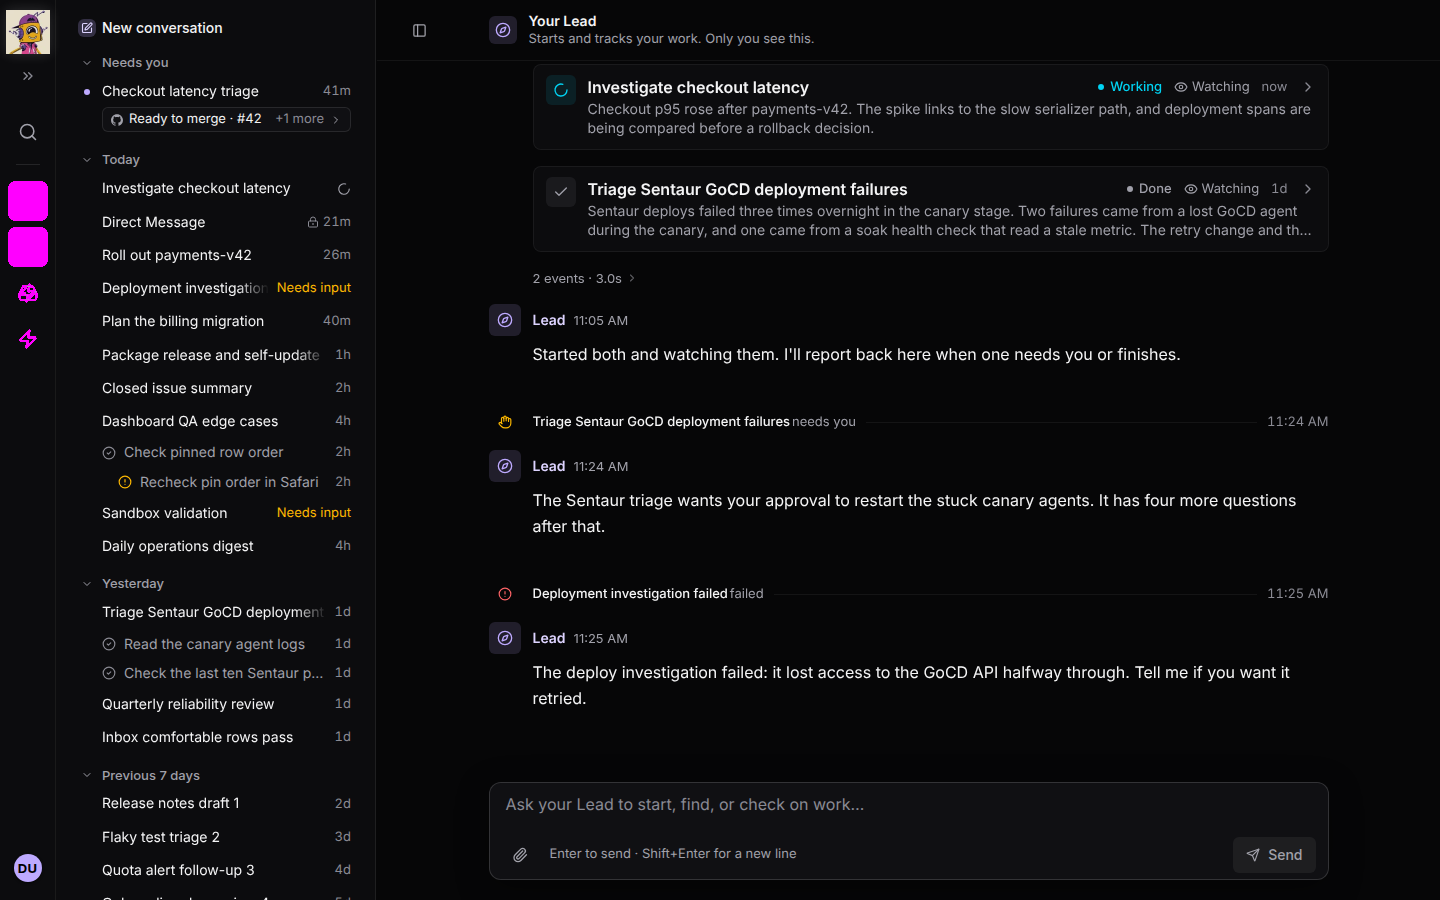 New conversation
Needs you
Checkout latency triage 41m
Ready to merge · #42 +1 more
Today
Investigate checkout latency
Direct Message 21m
Roll out payments-v42 26m
Deployment investigation Needs input
Plan the billing migration 40m
Package release and self-update 1h
Closed issue summary 2h
Dashboard QA edge cases 4h
Check pinned row order 2h
Recheck pin order in Safari 2h
Sandbox validation Needs input
Daily operations digest 4h
Yesterday
Triage Sentaur GoCD deployment 1d
Read the canary agent logs 1d
Check the last ten Sentaur p... 1d
Quarterly reliability review 1d
Inbox comfortable rows pass 1d
Previous 7 days
Release notes draft 1 2d
Flaky test triage 2 3d
Quota alert follow-up 3 4d
DU
Your Lead
Starts and tracks your work. Only you see this.
Investigate checkout latency Working Watching now
Checkout p95 rose after payments-v42. The spike links to the slow serializer path, and deployment spans are
being compared before a rollback decision.
Triage Sentaur GoCD deployment failures Done Watching 1d
Sentaur deploys failed three times overnight in the canary stage. Two failures came from a lost GoCD agent
during the canary, and one came from a soak health check that read a stale metric. The retry change and th...
2 events · 3.0s
Lead 11:05 AM
Started both and watching them. I'll report back here when one needs you or finishes.
Triage Sentaur GoCD deployment failures needs you 11:24 AM
Lead 11:24 AM
The Sentaur triage wants your approval to restart the stuck canary agents. It has four more questions
after that.
Deployment investigation failed failed 11:25 AM
Lead 11:25 AM
The deploy investigation failed: it lost access to the GoCD API halfway through. Tell me if you want it
retried.
Ask your Lead to start, find, or check on work...
Enter to send · Shift+Enter for a new line
Send